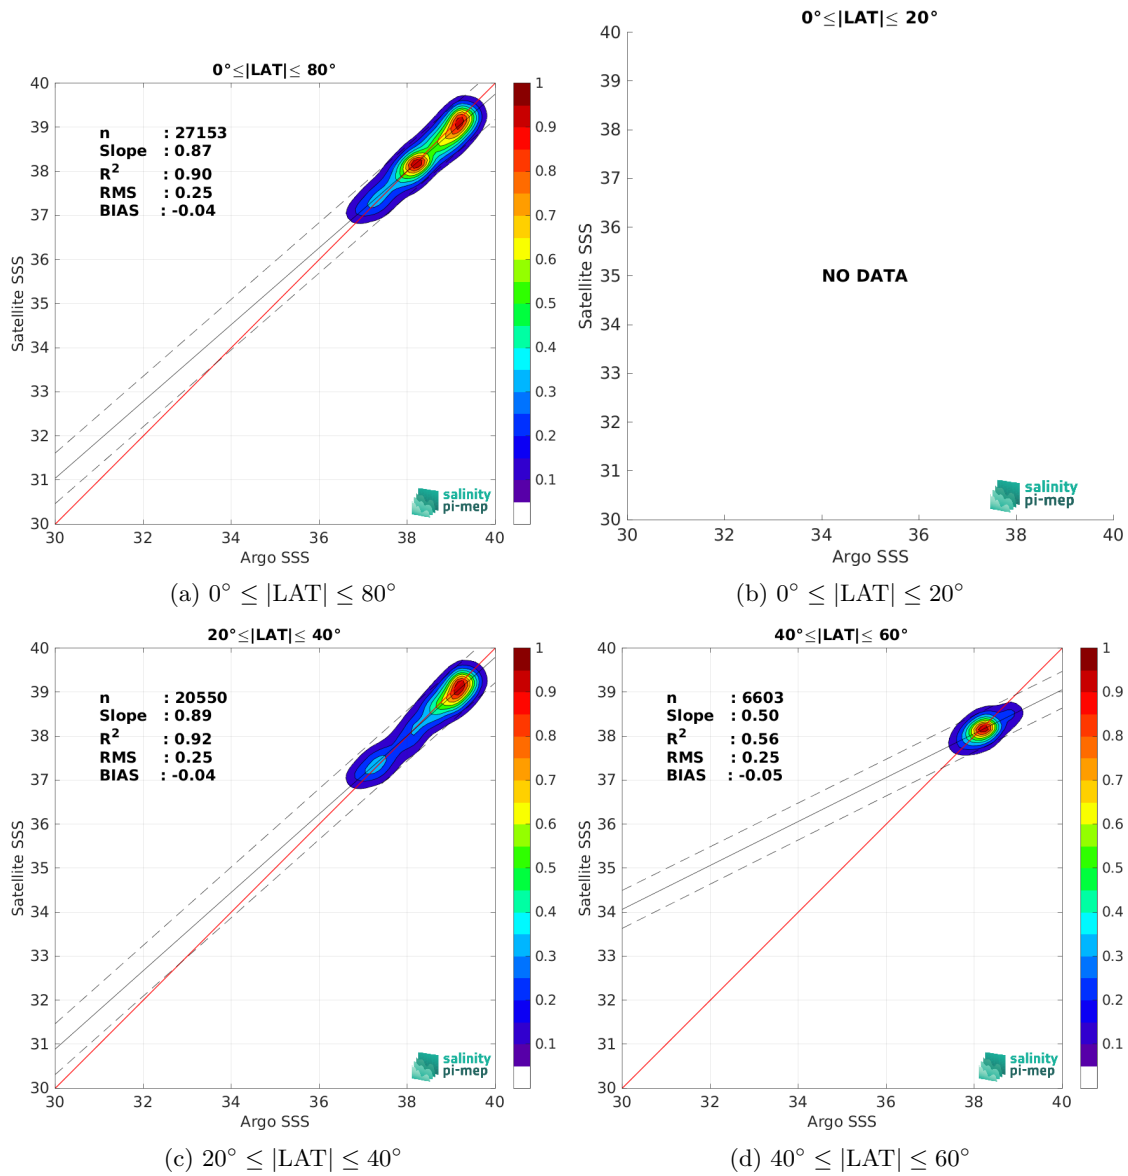 0°≤|LAT|≤ 80°
n : 27153
Slope : 0.87
R² : 0.90
RMS : 0.25
BIAS : -0.04
40
39
38
37
36
35
34
33
32
31
30
30 32 34 36 38 40
Satellite SSS
Argo SSS
1
0.9
0.8
0.7
0.6
0.5
0.4
0.3
0.2
0.1
salinity
pi-mep
(a) 0° ≤ |LAT| ≤ 80°
0°≤|LAT|≤ 20°
NO DATA
40
39
38
37
36
35
34
33
32
31
30
30 32 34 36 38 40
Satellite SSS
Argo SSS
salinity
pi-mep
(b) 0° ≤ |LAT| ≤ 20°
20°≤|LAT|≤ 40°
n : 20550
Slope : 0.89
R² : 0.92
RMS : 0.25
BIAS : -0.04
40
39
38
37
36
35
34
33
32
31
30
30 32 34 36 38 40
Satellite SSS
Argo SSS
1
0.9
0.8
0.7
0.6
0.5
0.4
0.3
0.2
0.1
salinity
pi-mep
(c) 20° ≤ |LAT| ≤ 40°
40°≤|LAT|≤ 60°
n : 6603
Slope : 0.50
R² : 0.56
RMS : 0.25
BIAS : -0.05
40
39
38
37
36
35
34
33
32
31
30
30 32 34 36 38 40
Satellite SSS
Argo SSS
1
0.9
0.8
0.7
0.6
0.5
0.4
0.3
0.2
0.1
salinity
pi-mep
(d) 40° ≤ |LAT| ≤ 60°